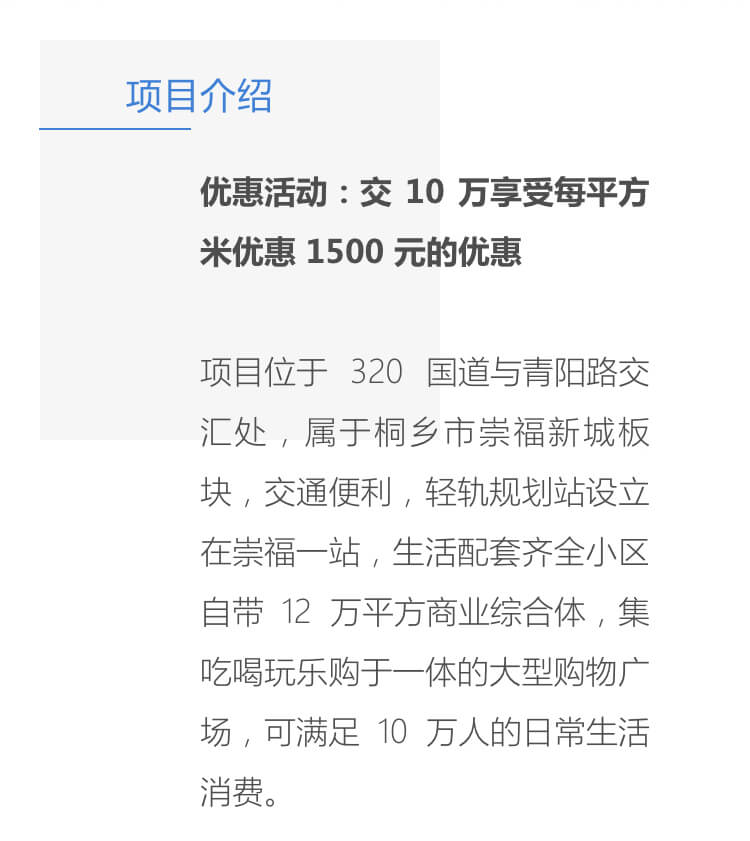 项目介绍
优惠活动：交 10 万享受每平方
米优惠 1500 元的优惠
项目位于 320 国道与青阳路交
汇处，属于桐乡市崇福新城板
块，交通便利，轻轨规划站设立
在崇福一站，生活配套齐全小区
自带 12 万平方商业综合体，集
吃喝玩乐购于一体的大型购物广
场，可满足 10 万人的日常生活
消费。